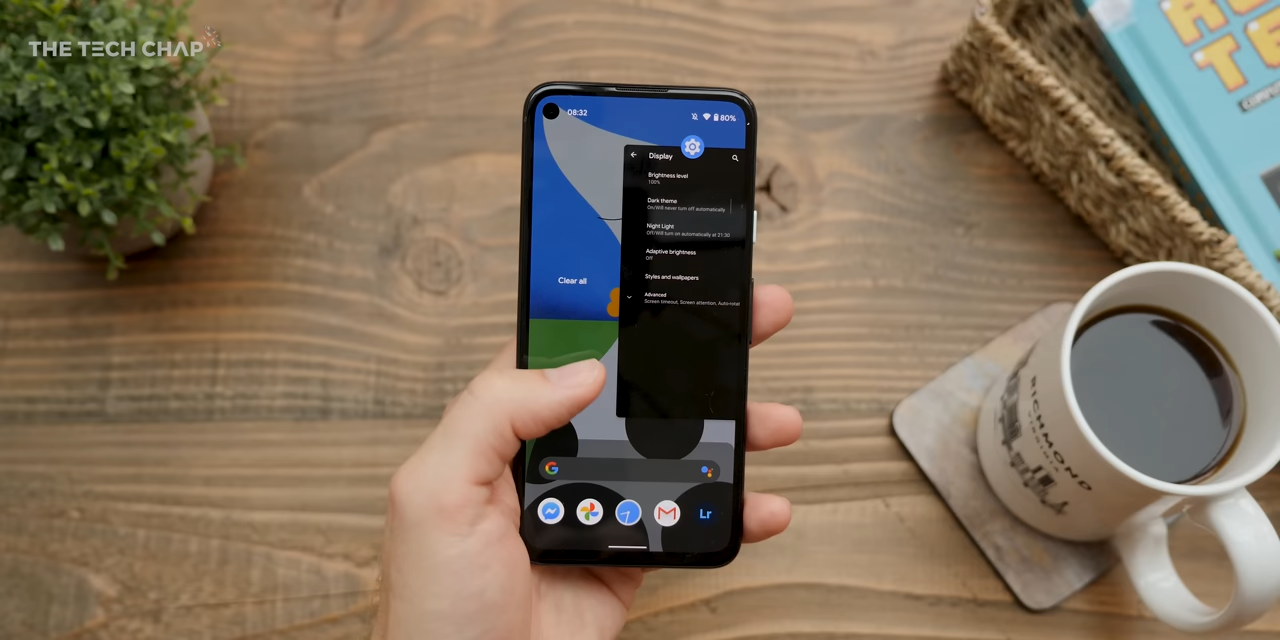 THE TECH CHAP
08:32
80%
Display
Brightness level
100%
Dark theme
On/Will never turn off automatically
Night Light
Off/Will turn on automatically at 21:30
Adaptive brightness
Off
Styles and wallpapers
Advanced
Screen timeout, Screen attention, Auto-rotat
Clear all
G
Lr
RICHMOND
VIRGINIA